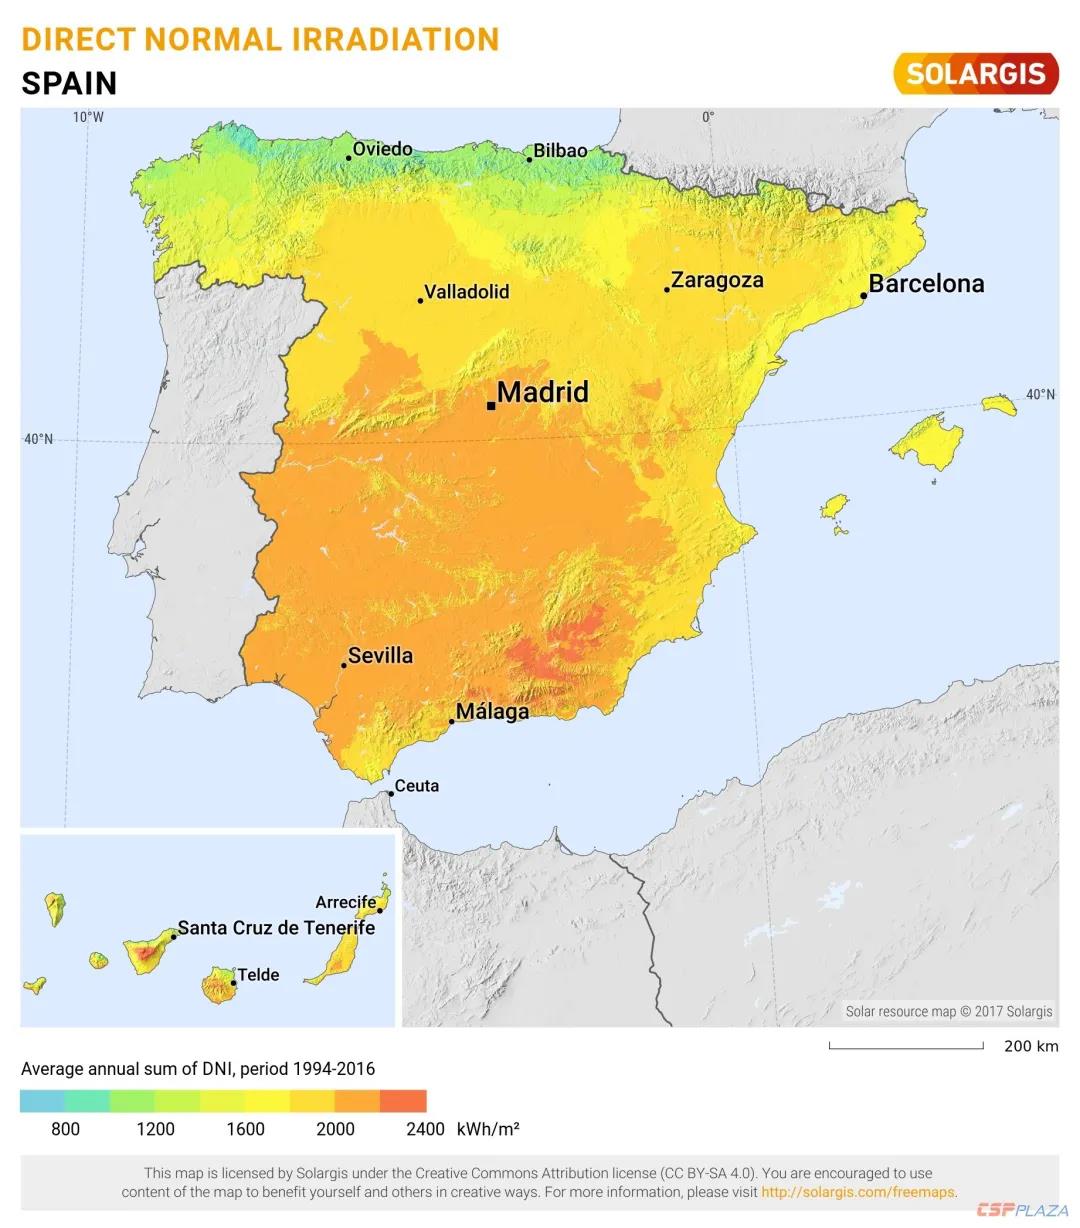 DIRECT NORMAL IRRADIATION
SPAIN
SOLARGIS
10°W
0°
Oviedo
Bilbao
Zaragoza
Barcelona
Valladolid
Madrid
40°N
40°N
Sevilla
Málaga
Ceuta
Arrecife
Santa Cruz de Tenerife
Telde
Solar resource map © 2017 Solargis
200 km
Average annual sum of DNI, period 1994-2016
800 1200 1600 2000 2400 kWh/m²
This map is licensed by Solargis under the Creative Commons Attribution license (CC BY-SA 4.0). You are encouraged to use
content of the map to benefit yourself and others in creative ways. For more information, please visit http://solargis.com/freemaps.
CSPPLAZA